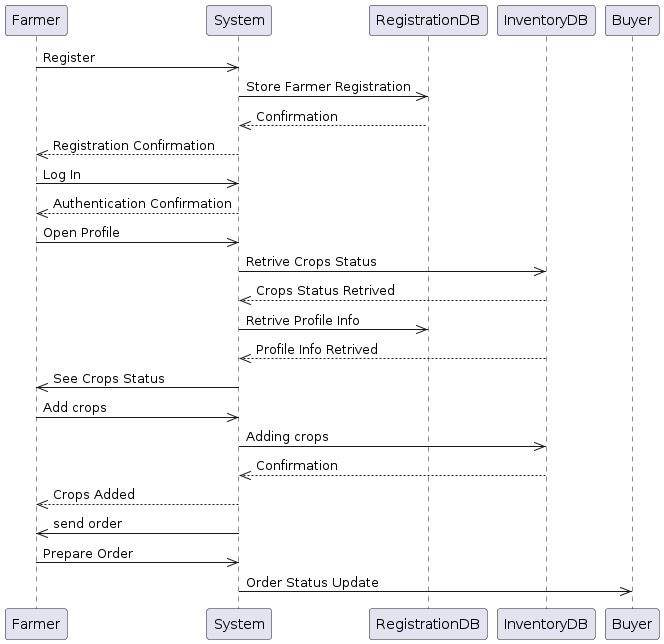 Farmer System RegistrationDB InventoryDB Buyer
Register
Store Farmer Registration
Confirmation
Registration Confirmation
Log In
Authentication Confirmation
Open Profile
Retrive Crops Status
Crops Status Retrived
Retrive Profile Info
Profile Info Retrived
See Crops Status
Add crops
Adding crops
Confirmation
Crops Added
send order
Prepare Order
Order Status Update
Farmer System RegistrationDB InventoryDB Buyer